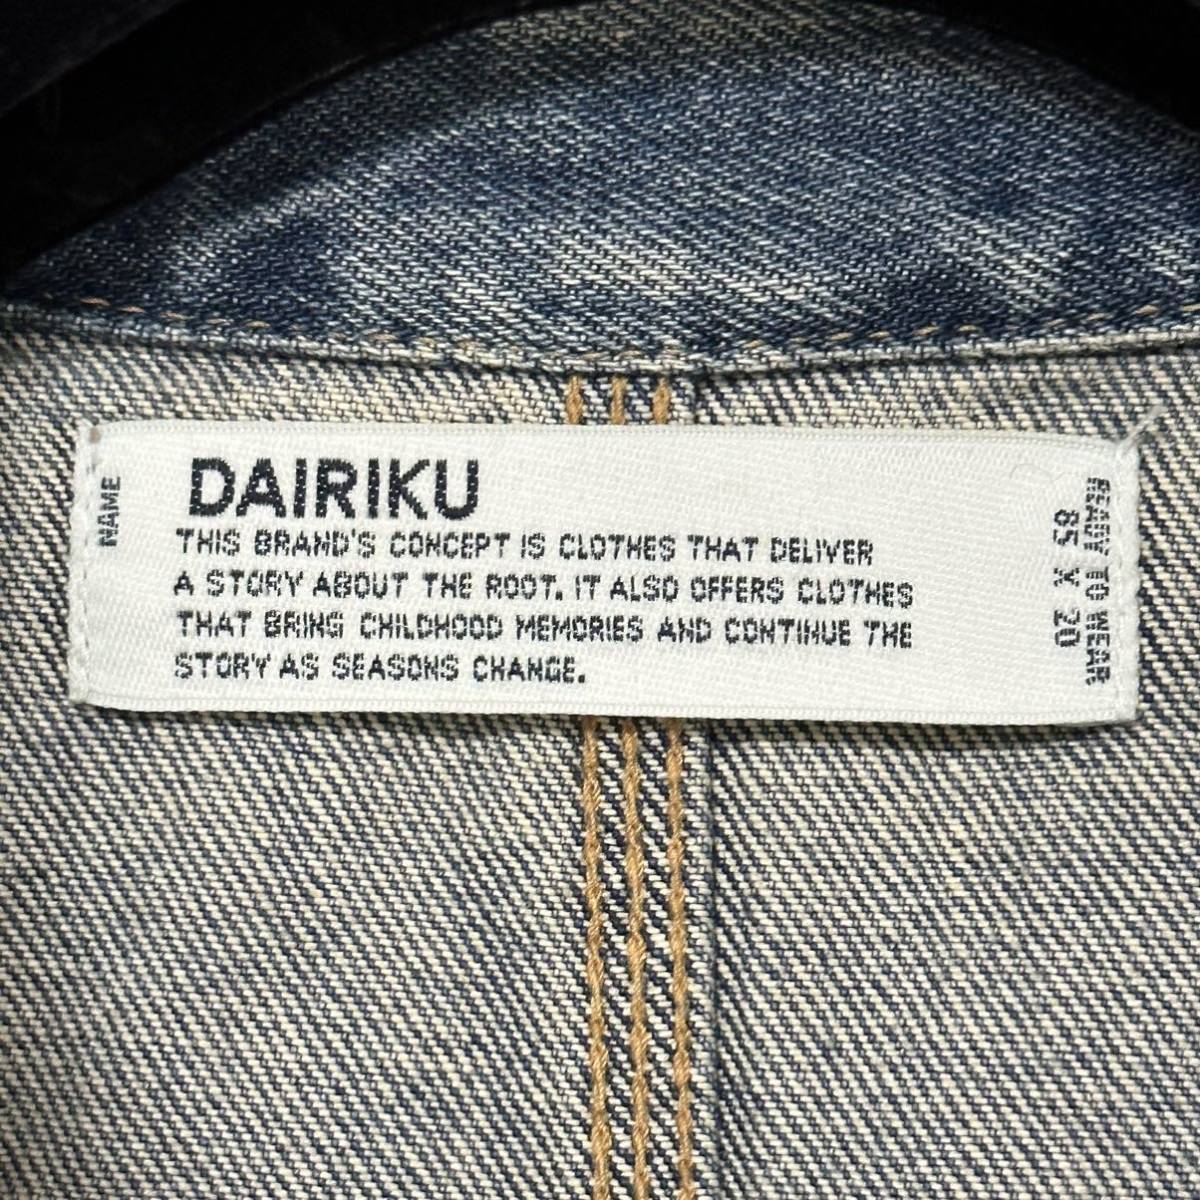 NAME
DAIRIKU
THIS BRAND'S CONCEPT IS CLOTHES THAT DELIVER
A STORY ABOUT THE ROOT. IT ALSO OFFERS CLOTHES
THAT BRING CHILDHOOD MEMORIES AND CONTINUE THE
STORY AS SEASONS CHANGE.
READY TO WEAR
85 X 20